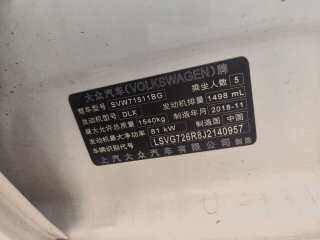 大众汽车(VOLKSWAGEN)牌
整车型号 SVW71511BG 乘坐人数 5
发动机型号 DLX 发动机排量 1498 mL
最大允许总质量 1540kg 制造年月 2018-11
发动机最大净功率 81 kW 制造国 中国
车辆识别代号 LSVG726R8J2140957
上汽大众汽车有限公司 制造